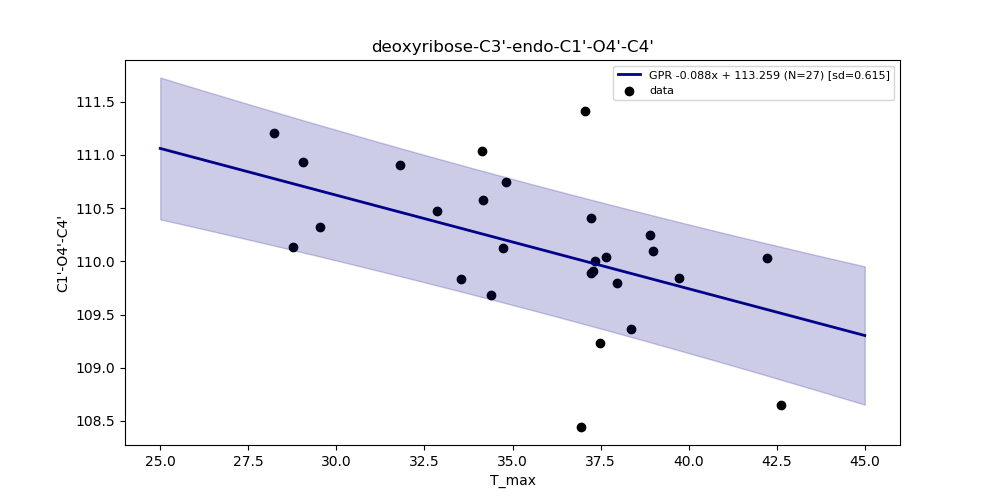 deoxyribose-C3'-endo-C1'-O4'-C4'
GPR -0.088x + 113.259 (N=27) [sd=0.615]
data
C1'-O4'-C4'
111.5
111.0
110.5
110.0
109.5
109.0
108.5
25.0 27.5 30.0 32.5 35.0 37.5 40.0 42.5 45.0
T_max